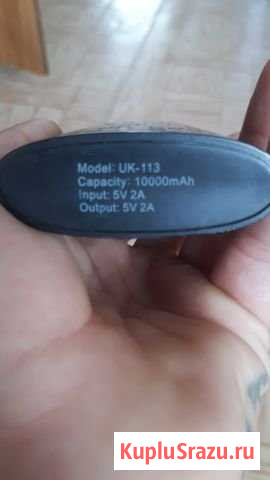 Model: UK-113
Capacity: 10000mAh
Input: 5V 2A
Output: 5V 2A
KupluSrazu.ru